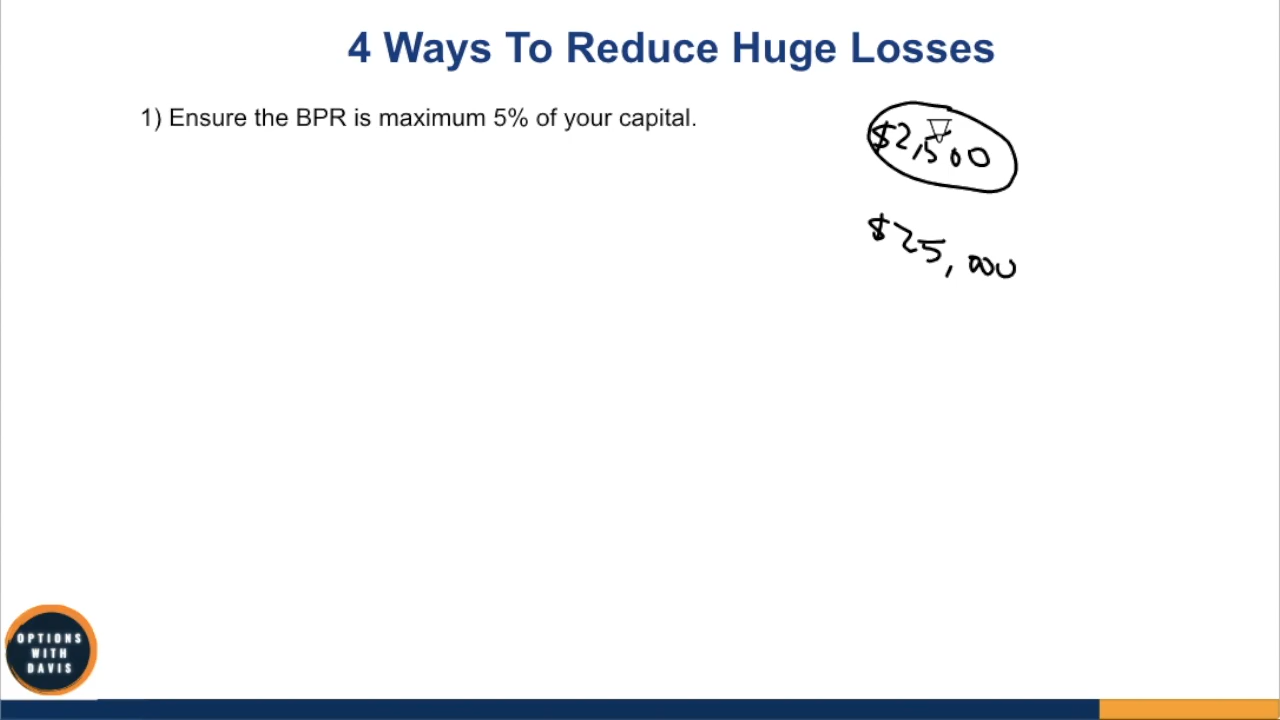 4 Ways To Reduce Huge Losses
1) Ensure the BPR is maximum 5% of your capital.
$2,500
$25,000
OPTIONS
WITH
DAVIS